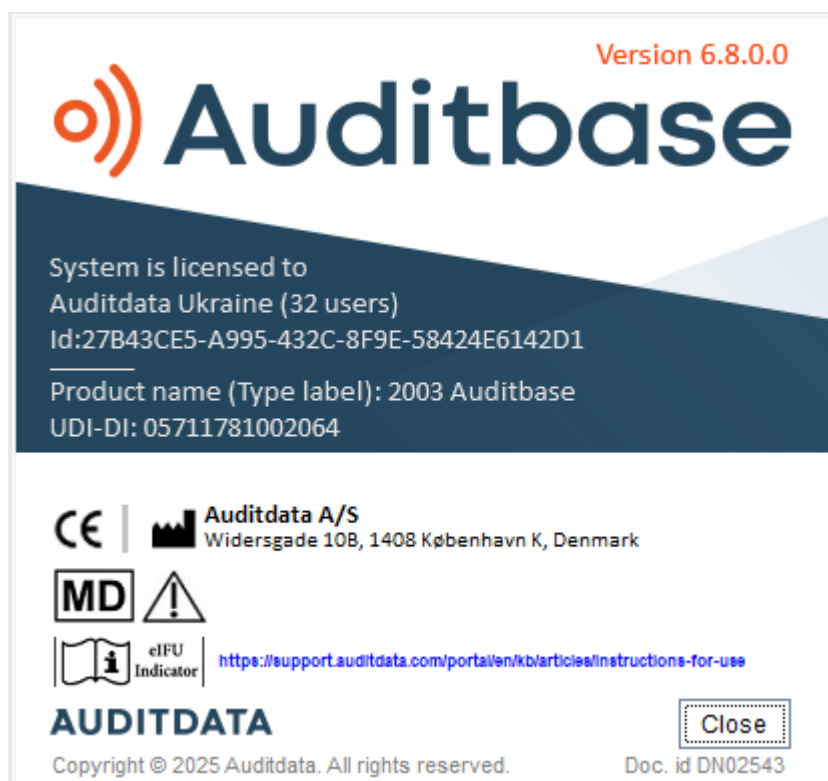 Version 6.8.0.0
Auditbase
System is licensed to
Auditdata Ukraine (32 users)
Id:27B43CE5-A995-432C-8F9E-58424E6142D1
Product name (Type label): 2003 Auditbase
UDI-DI: 05711781002064
CE
Auditdata A/S
Widersgade 10B, 1408 København K, Denmark
MD
eIFU
Indicator
https://support.auditdata.com/portal/en/kb/articles/instructions-for-use
AUDITDATA
Close
Copyright © 2025 Auditdata. All rights reserved.
Doc. id DN02543